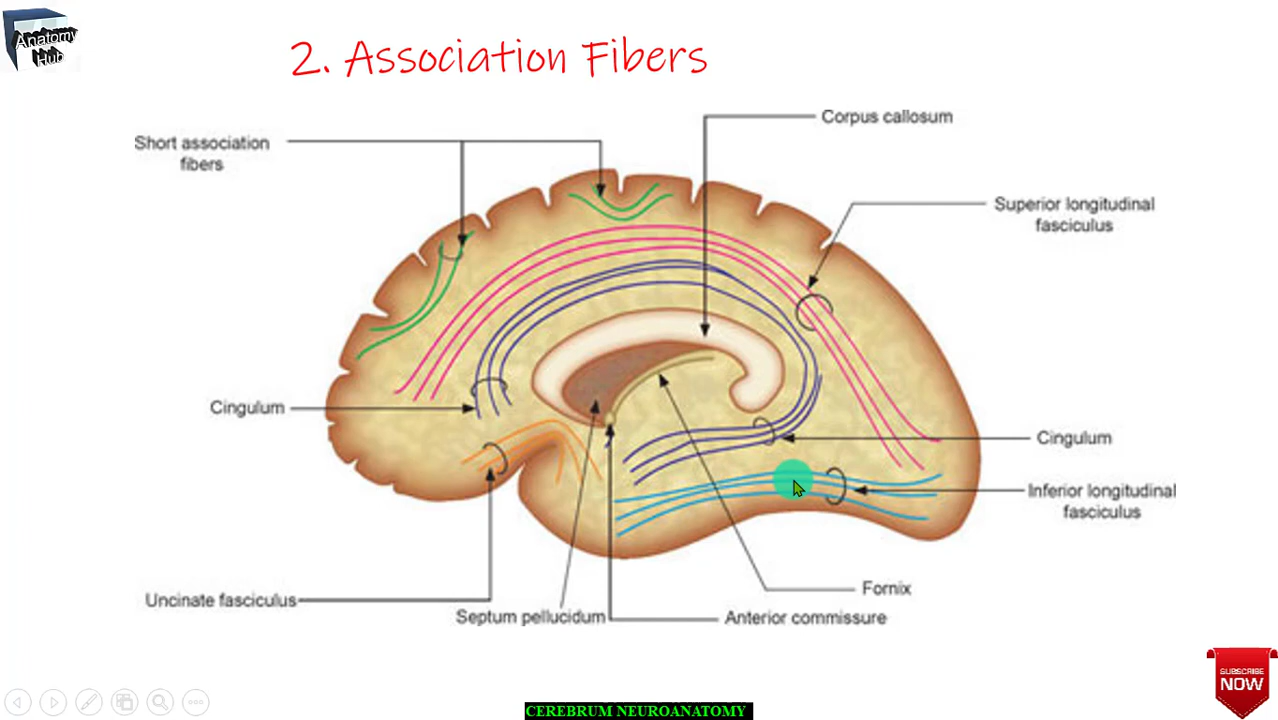 Anatomy
Hub
2. Association Fibers
Corpus callosum
Short association
fibers
Superior longitudinal
fasciculus
Cingulum
Cingulum
Inferior longitudinal
fasciculus
Fornix
Uncinate fasciculus
Septum pellucidum
Anterior commissure
SUBSCRIBE
NOW
CEREBRUM NEUROANATOMY